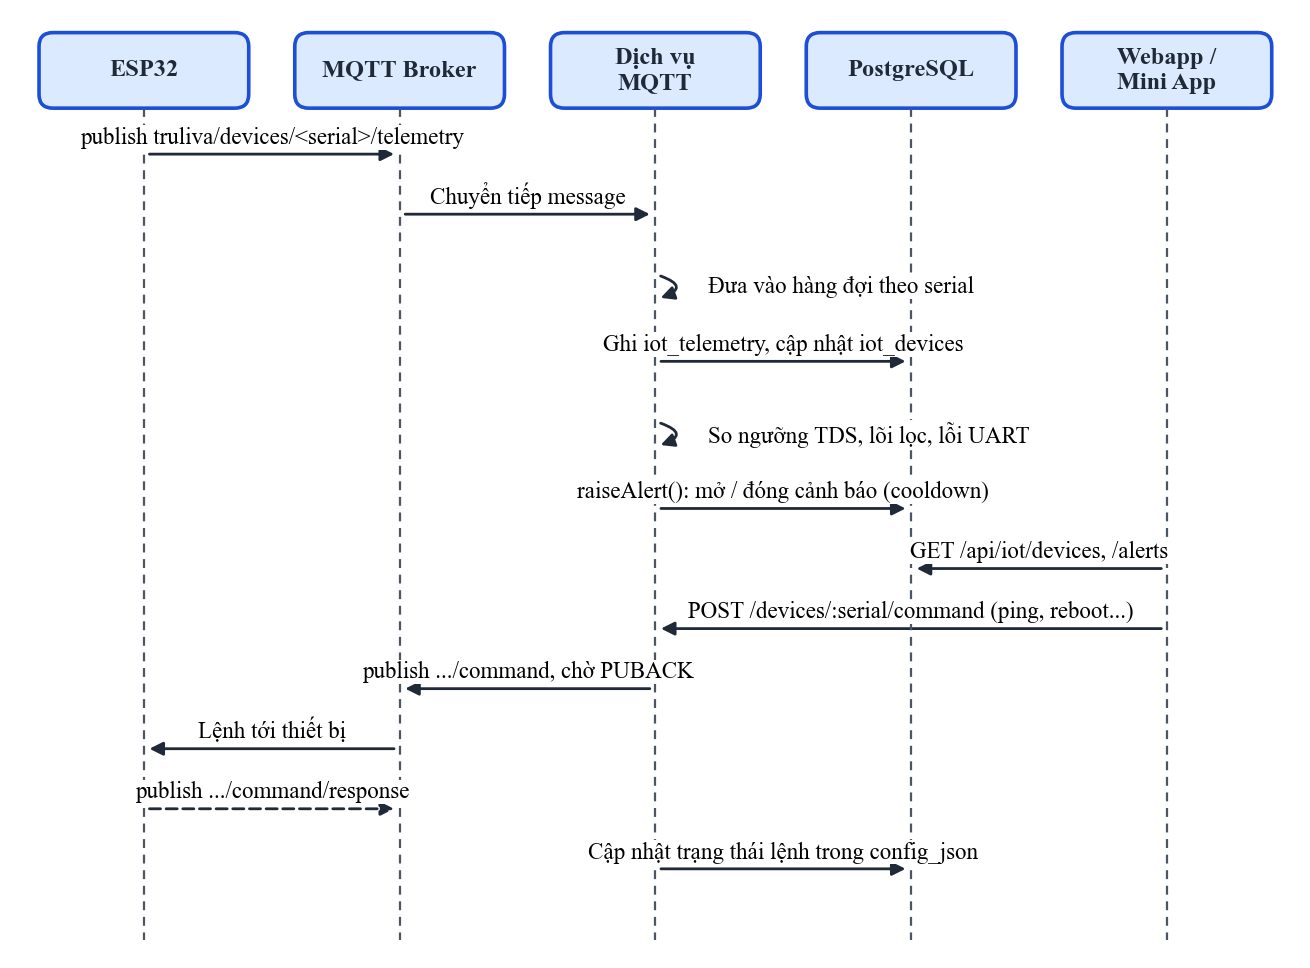 ESP32
MQTT Broker
Dịch vụ
MQTT
PostgreSQL
Webapp /
Mini App
publish truliva/devices/<serial>/telemetry
Chuyển tiếp message
Đưa vào hàng đợi theo serial
Ghi iot_telemetry, cập nhật iot_devices
So ngưỡng TDS, lõi lọc, lỗi UART
raiseAlert(): mở / đóng cảnh báo (cooldown)
GET /api/iot/devices, /alerts
POST /devices/:serial/command (ping, reboot...)
publish .../command, chờ PUBACK
Lệnh tới thiết bị
publish .../command/response
Cập nhật trạng thái lệnh trong config_json